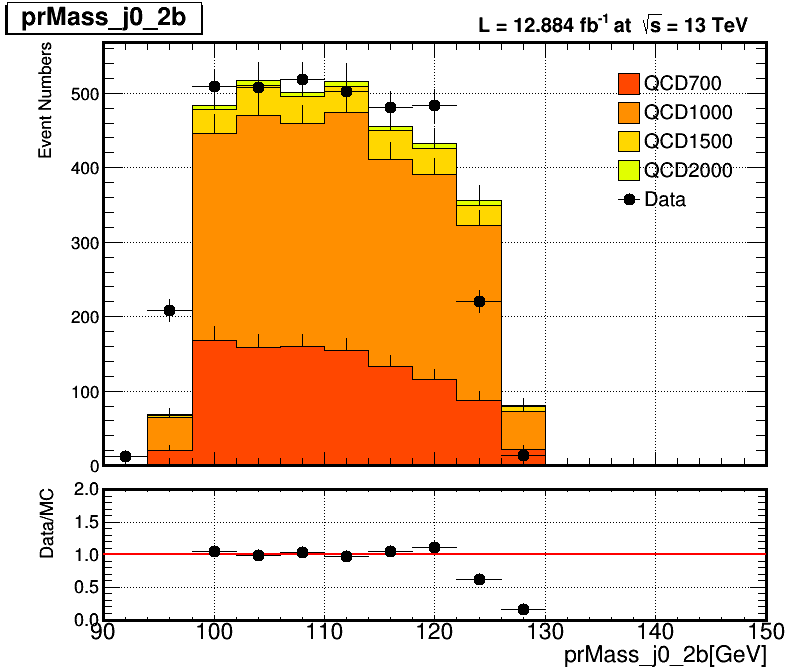 prMass_j0_2b
L = 12.884 fb-1 at √s = 13 TeV
Event Numbers
500
400
300
200
100
0
QCD700
QCD1000
QCD1500
QCD2000
Data
Data/MC
2.0
1.5
1.0
0.5
0.0
90 100 110 120 130 140 150
prMass_j0_2b[GeV]